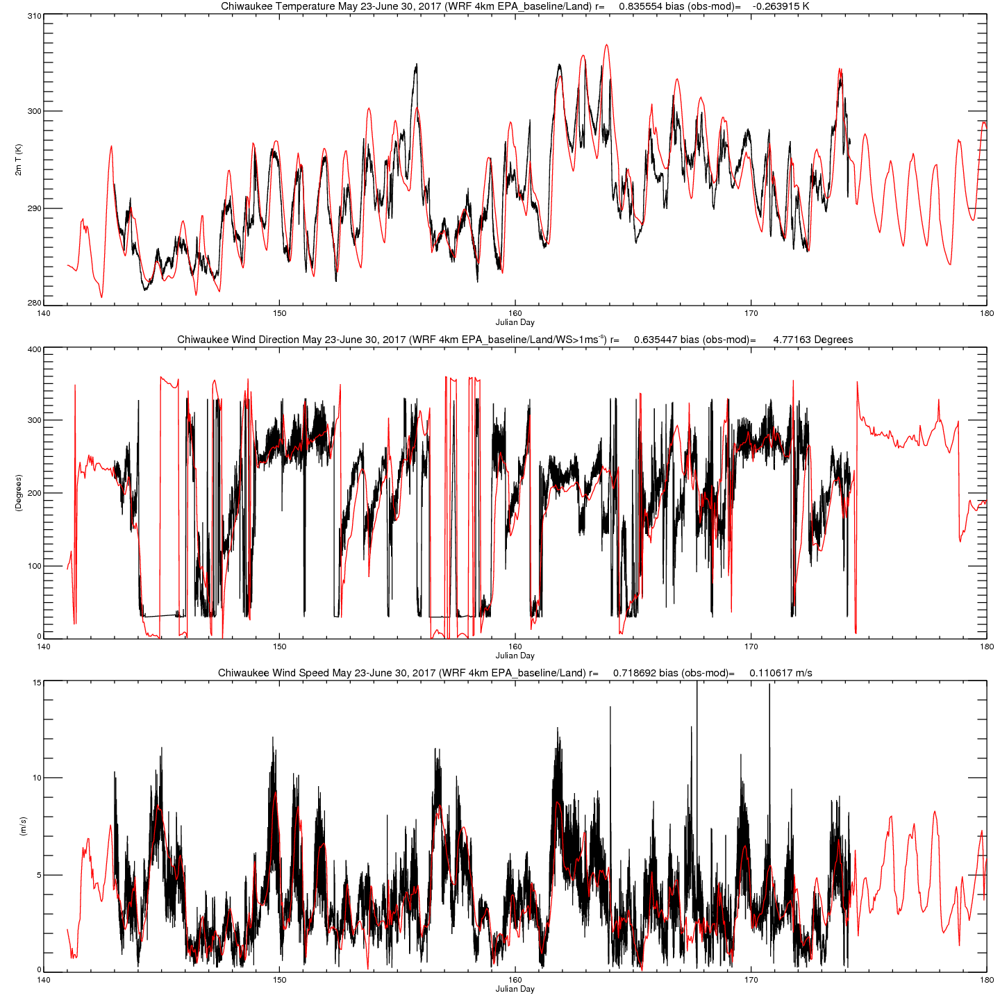 Chiwaukee Temperature May 23-June 30, 2017 (WRF 4km EPA_baseline/Land) r= 0.835554 bias (obs-mod)= -0.263915 K
310
300
290
280
2m T (K)
140 150 160 170 180
Julian Day
Chiwaukee Wind Direction May 23-June 30, 2017 (WRF 4km EPA_baseline/Land/WS>1ms-s) r= 0.635447 bias (obs-mod)= 4.77163 Degrees
400
300
200
100
0
(Degrees)
140 150 160 170 180
Julian Day
Chiwaukee Wind Speed May 23-June 30, 2017 (WRF 4km EPA_baseline/Land) r= 0.718692 bias (obs-mod)= 0.110617 m/s
15
10
5
0
(m/s)
140 150 160 170 180
Julian Day